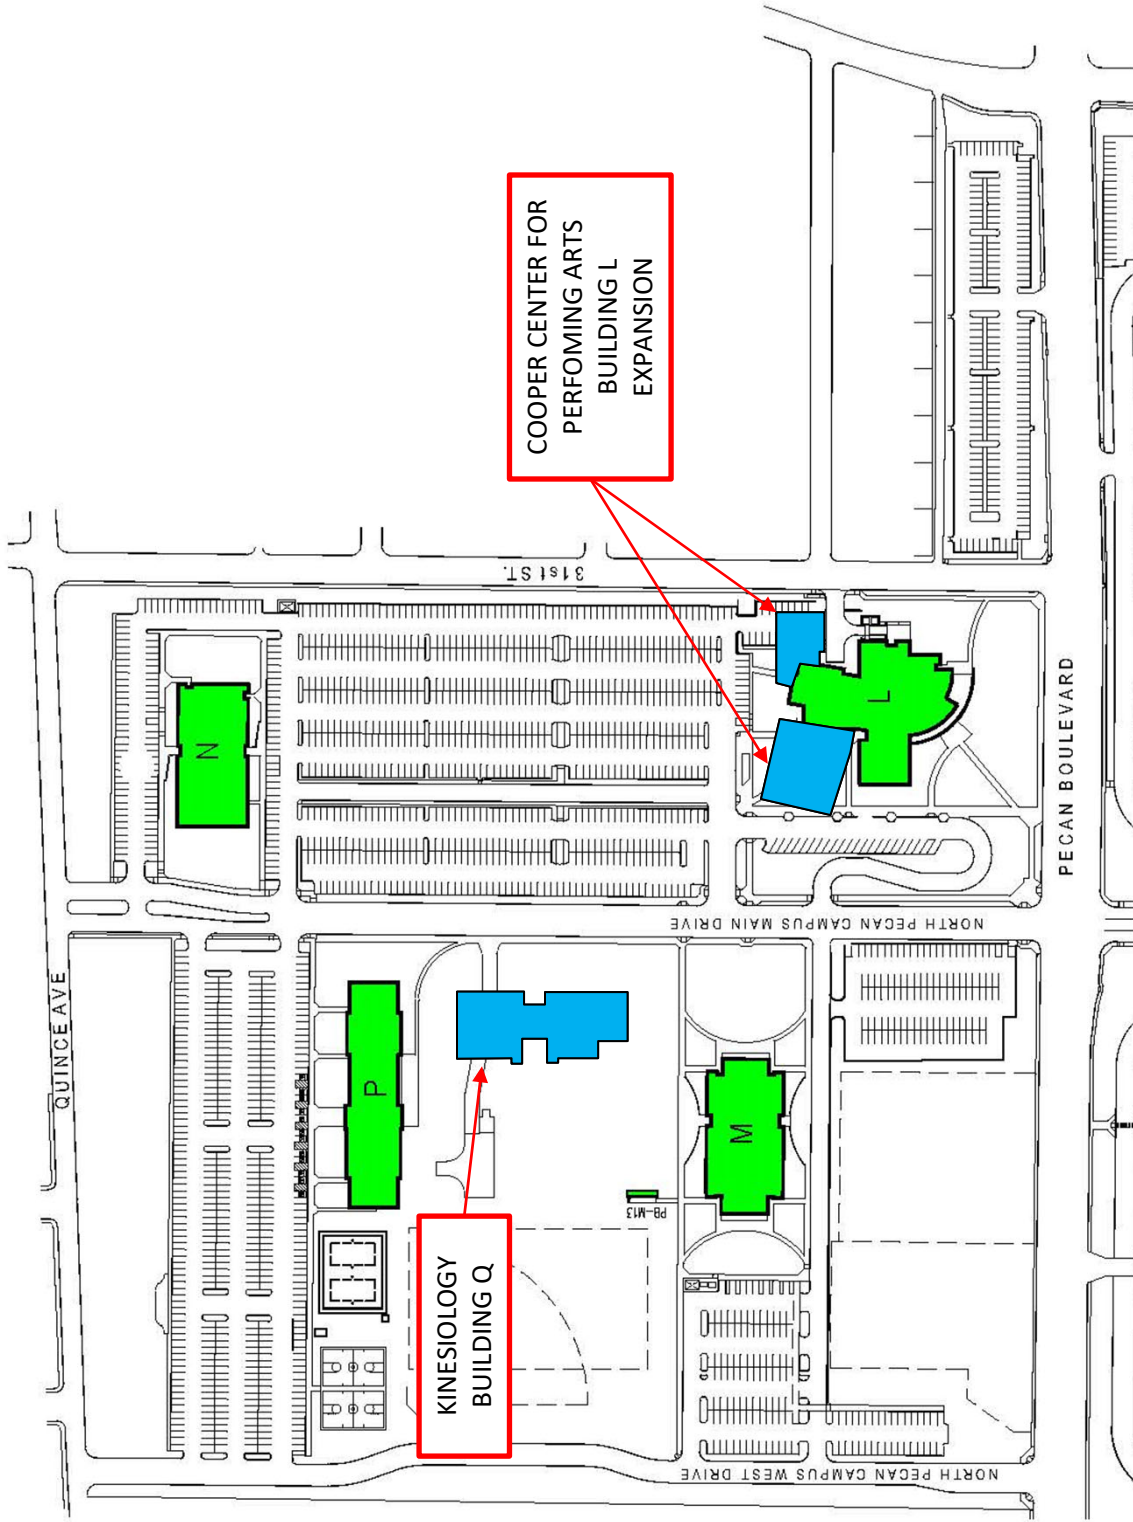 QUINCE AVE
N
31st ST.
COOPER CENTER FOR
PERFOMING ARTS
BUILDING L
EXPANSION
L
PECAN BOULEVARD
NORTH PECAN CAMPUS MAIN DRIVE
P
M
PB-M13
KINESIOLOGY
BUILDING Q
NORTH PECAN CAMPUS WEST DRIVE